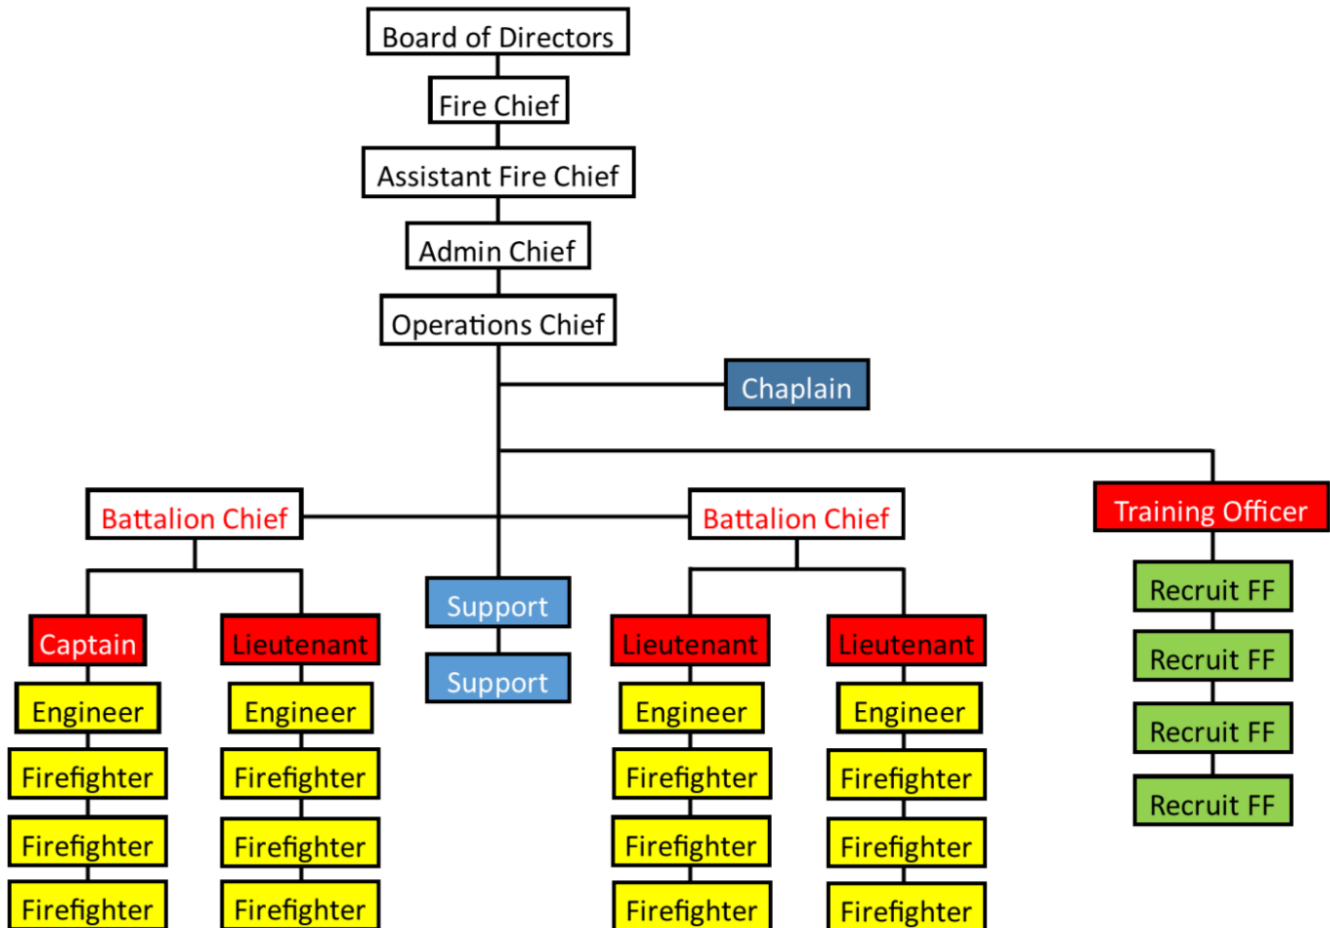 Board of Directors
Fire Chief
Assistant Fire Chief
Admin Chief
Operations Chief
Chaplain
Battalion Chief
Battalion Chief
Training Officer
Support
Support
Captain
Engineer
Firefighter
Firefighter
Firefighter
Lieutenant
Engineer
Firefighter
Firefighter
Firefighter
Lieutenant
Engineer
Firefighter
Firefighter
Firefighter
Lieutenant
Engineer
Firefighter
Firefighter
Firefighter
Recruit FF
Recruit FF
Recruit FF
Recruit FF